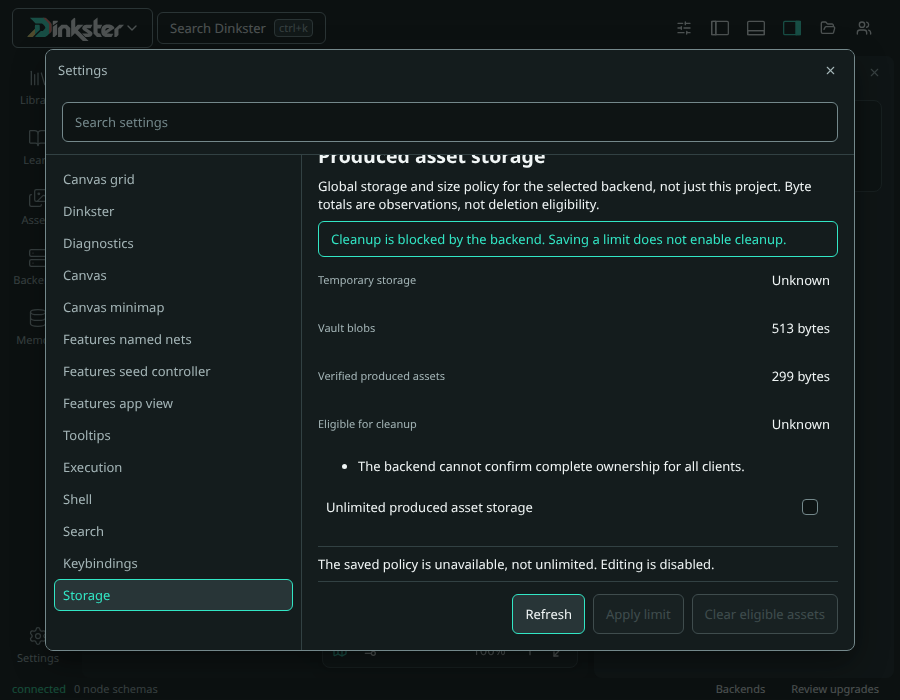 Dinkster
Search Dinkster ctrl+k
Settings
Search settings
Canvas grid
Dinkster
Diagnostics
Canvas
Canvas minimap
Features named nets
Features seed controller
Features app view
Tooltips
Execution
Shell
Search
Keybindings
Storage
Produced asset storage
Global storage and size policy for the selected backend, not just this project. Byte
totals are observations, not deletion eligibility.
Cleanup is blocked by the backend. Saving a limit does not enable cleanup.
Temporary storage Unknown
Vault blobs 513 bytes
Verified produced assets 299 bytes
Eligible for cleanup Unknown
• The backend cannot confirm complete ownership for all clients.
Unlimited produced asset storage
The saved policy is unavailable, not unlimited. Editing is disabled.
Refresh Apply limit Clear eligible assets
Settings
connected 0 node schemas
Backends Review upgrades